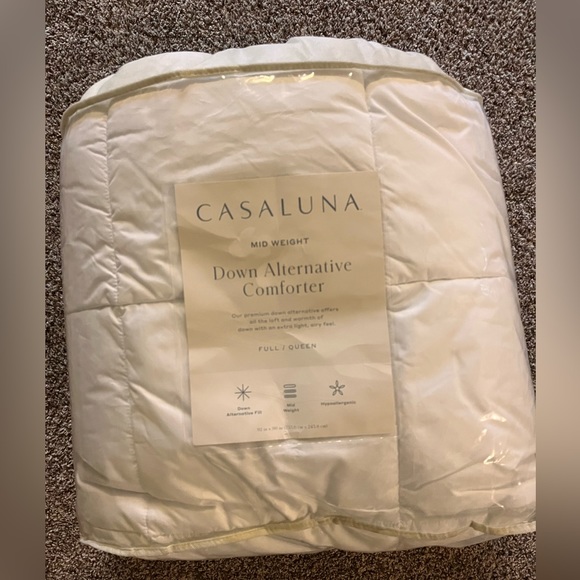 CASALUNA
MID WEIGHT
Down Alternative
Comforter
Our premium down alternative offers
all the loft and warmth of
down with an extra light, airy feel.
FULL / QUEEN
Down
Alternative Fill
Mid
Weight
Hypoallergenic